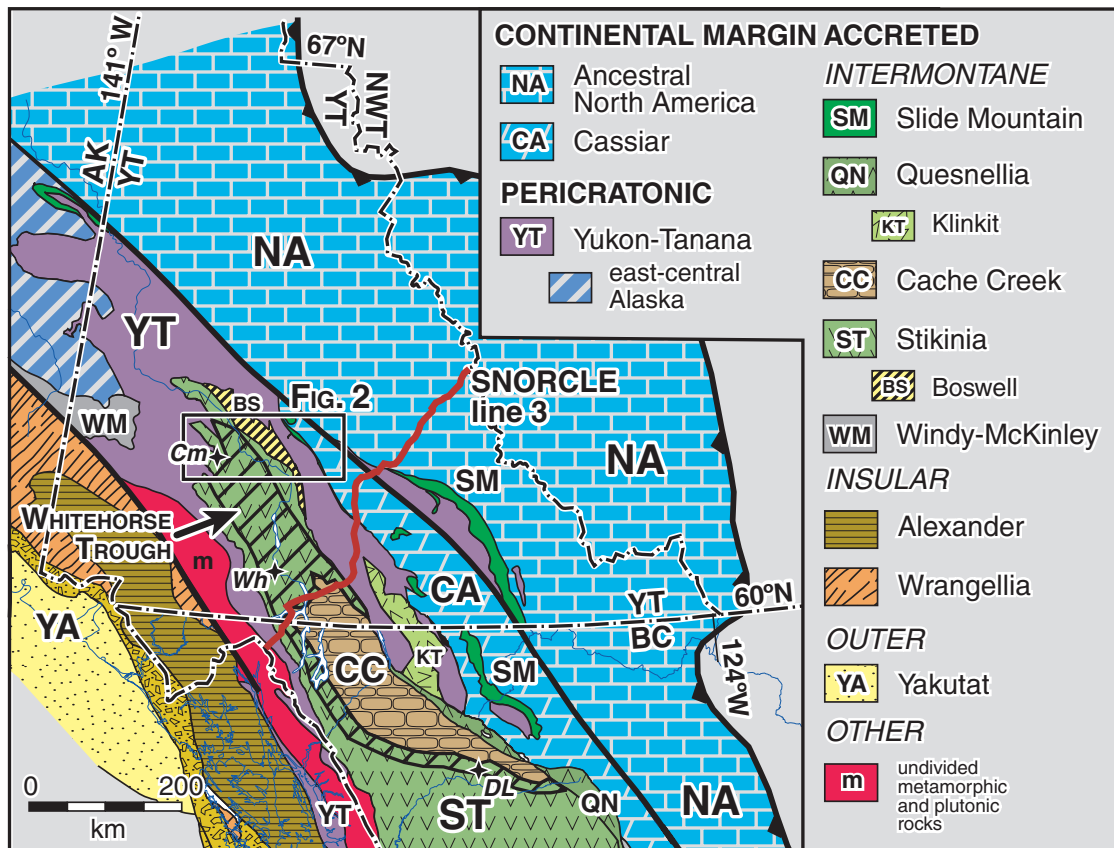 141° W
AK
YT
67°N
NWT
YT
NA
YT
WM
BS
FIG. 2
Cm
SNORCLE
line 3
NA
SM
WHITEHORSE
TROUGH
m
Wh
CA
YA
60°N
YT
BC
KT
CC
SM
124°W
DL
ST
QN
NA
YT
0 200
km
CONTINENTAL MARGIN
NA Ancestral
North America
CA Cassiar
PERICRATONIC
YT Yukon-Tanana
east-central
Alaska
ACCRETED
INTERMONTANE
SM Slide Mountain
QN Quesnellia
KT Klinkit
CC Cache Creek
ST Stikinia
BS Boswell
WM Windy-McKinley
INSULAR
Alexander
Wrangellia
OUTER
YA Yakutat
OTHER
m undivided
metamorphic
and plutonic
rocks